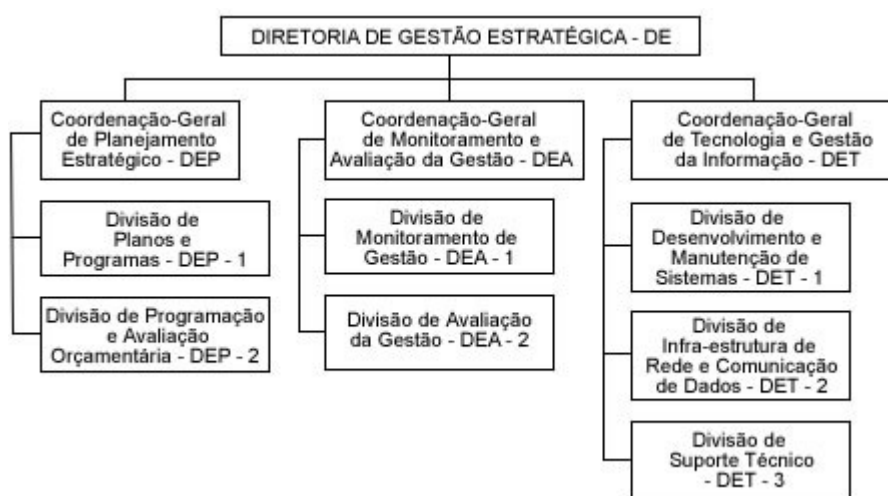 DIRETORIA DE GESTÃO ESTRATÉGICA - DE
Coordenação-Geral
de Planejamento
Estratégico - DEP
Divisão de
Planos e
Programas - DEP - 1
Divisão de Programação
e Avaliação
Orçamentária - DEP - 2
Coordenação-Geral
de Monitoramento e
Avaliação da Gestão - DEA
Divisão de
Monitoramento de
Gestão - DEA - 1
Divisão de Avaliação
da Gestão - DEA - 2
Coordenação-Geral
de Tecnologia e Gestão
da Informação - DET
Divisão de
Desenvolvimento e
Manutenção de
Sistemas - DET - 1
Divisão de
Infra-estrutura de
Rede e Comunicação
de Dados - DET - 2
Divisão de
Suporte Técnico
- DET - 3